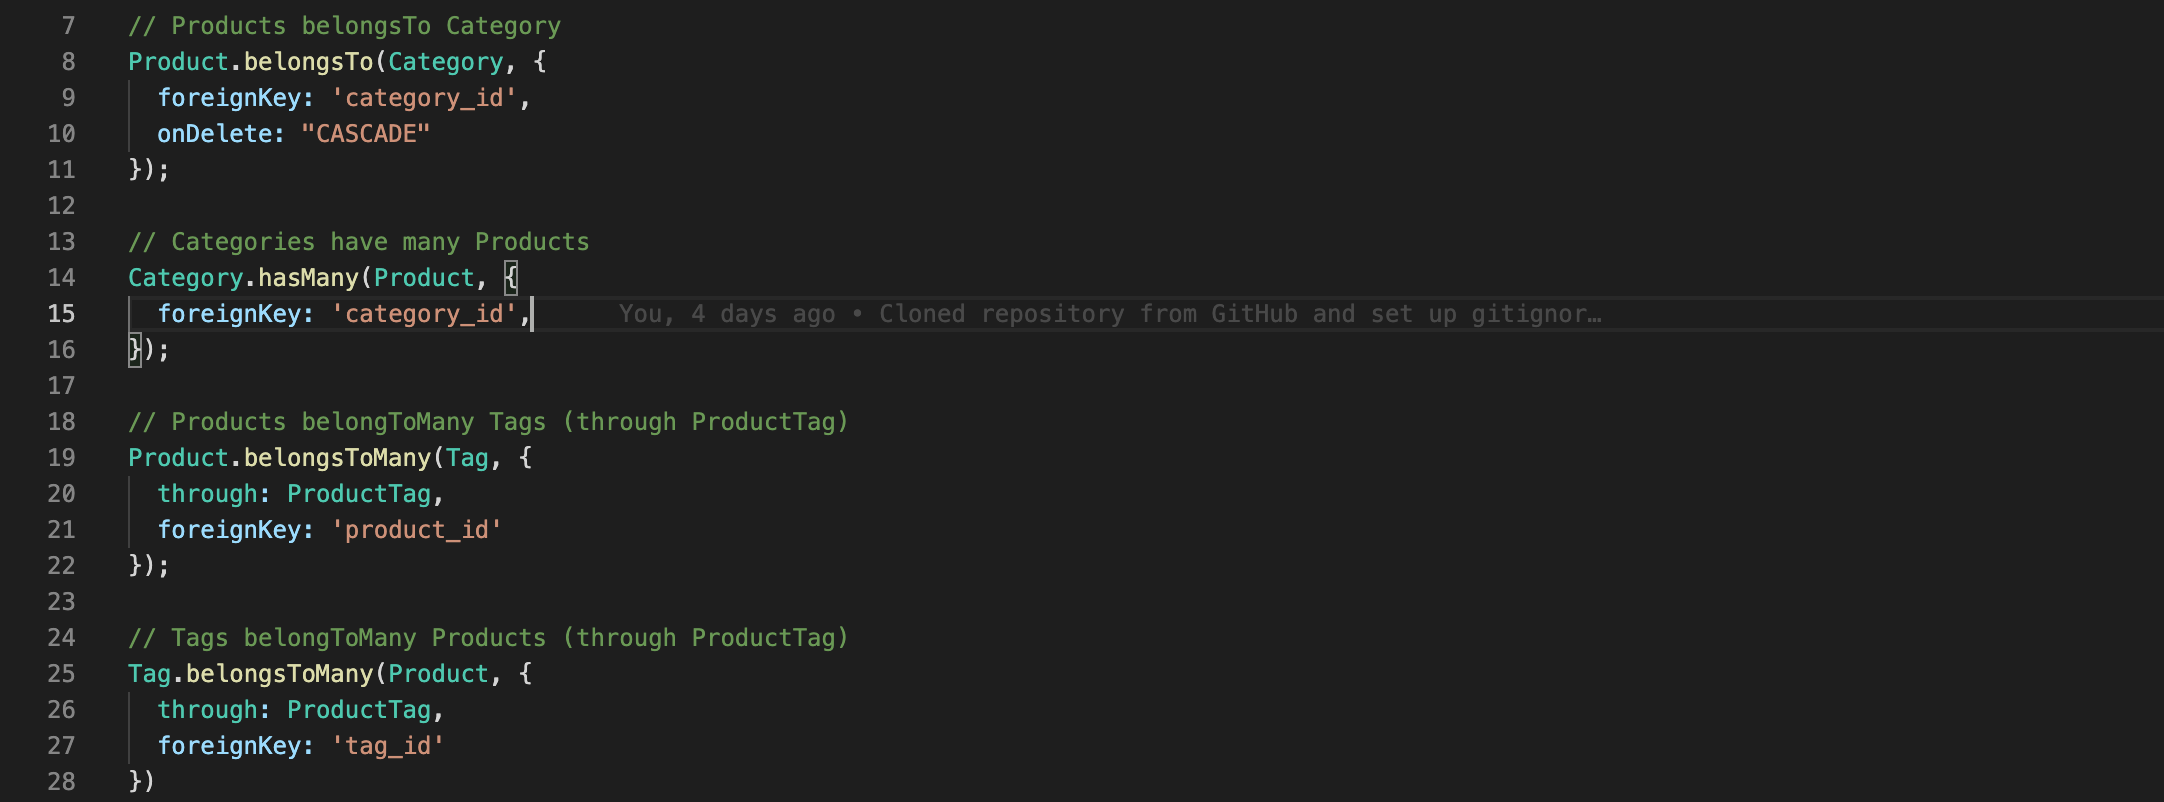 7 // Products belongsTo Category
8 Product.belongsTo(Category, {
9 foreignKey: 'category_id',
10 onDelete: "CASCADE"
11 });
12
13 // Categories have many Products
14 Category.hasMany(Product, {
15 foreignKey: 'category_id', You, 4 days ago • Cloned repository from GitHub and set up gitignor…
16 });
17
18 // Products belongToMany Tags (through ProductTag)
19 Product.belongsToMany(Tag, {
20 through: ProductTag,
21 foreignKey: 'product_id'
22 });
23
24 // Tags belongToMany Products (through ProductTag)
25 Tag.belongsToMany(Product, {
26 through: ProductTag,
27 foreignKey: 'tag_id'
28 })